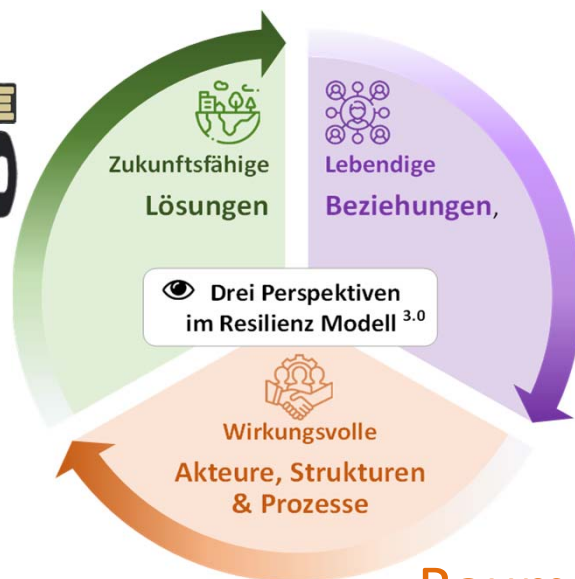 Zukunftsfähige
Lösungen
Lebendige
Beziehungen,
Drei Perspektiven
im Resilienz Modell 3.0
Wirkungsvolle
Akteure, Strukturen
& Prozesse